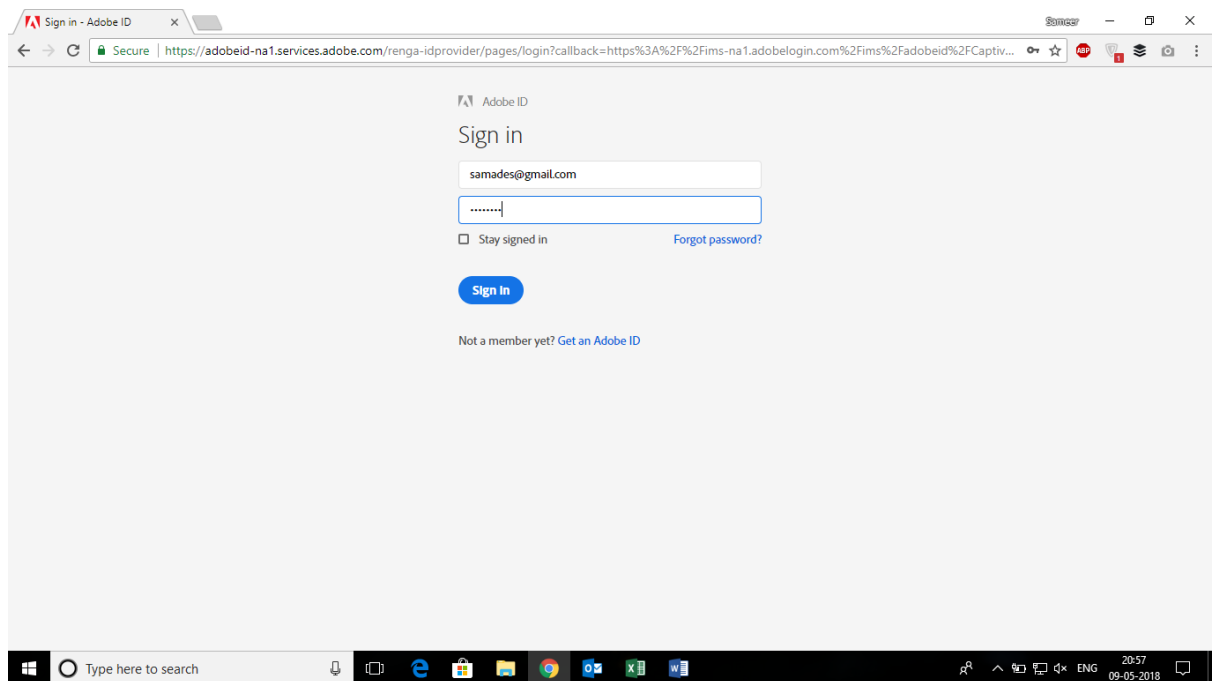 Sign in - Adobe ID
Sameer
Secure | https://adobeid-na1.services.adobe.com/renga-idprovider/pages/login?callback=https%3A%2F%2Fims-na1.adobelogin.com%2Fims%2Fadobeid%2FCaptiv...
ABP
1
Adobe ID
Sign in
samades@gmail.com
••••••••
Stay signed in
Forgot password?
Sign in
Not a member yet? Get an Adobe ID
Type here to search
ENG
20:57
09-05-2018